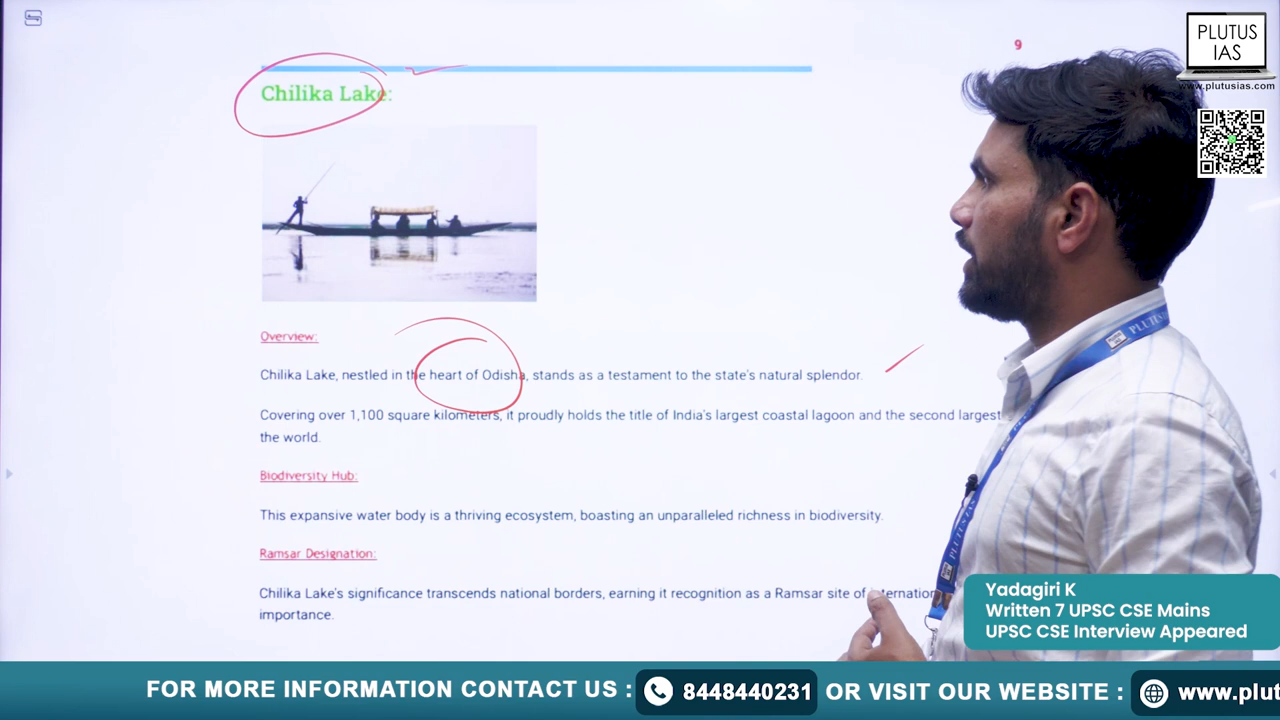 9
PLUTUS
IAS
www.plutusias.com
Chilika Lake:
Overview:
Chilika Lake, nestled in the heart of Odisha, stands as a testament to the state's natural splendor.
Covering over 1,100 square kilometers, it proudly holds the title of India's largest coastal lagoon and the second largest
the world.
Biodiversity Hub:
This expansive water body is a thriving ecosystem, boasting an unparalleled richness in biodiversity.
Ramsar Designation:
Chilika Lake's significance transcends national borders, earning it recognition as a Ramsar site of
importance.
PLUTUS IAS
Yadagiri K
Written 7 UPSC CSE Mains
UPSC CSE Interview Appeared
FOR MORE INFORMATION CONTACT US : 8448440231 OR VISIT OUR WEBSITE : www.plut